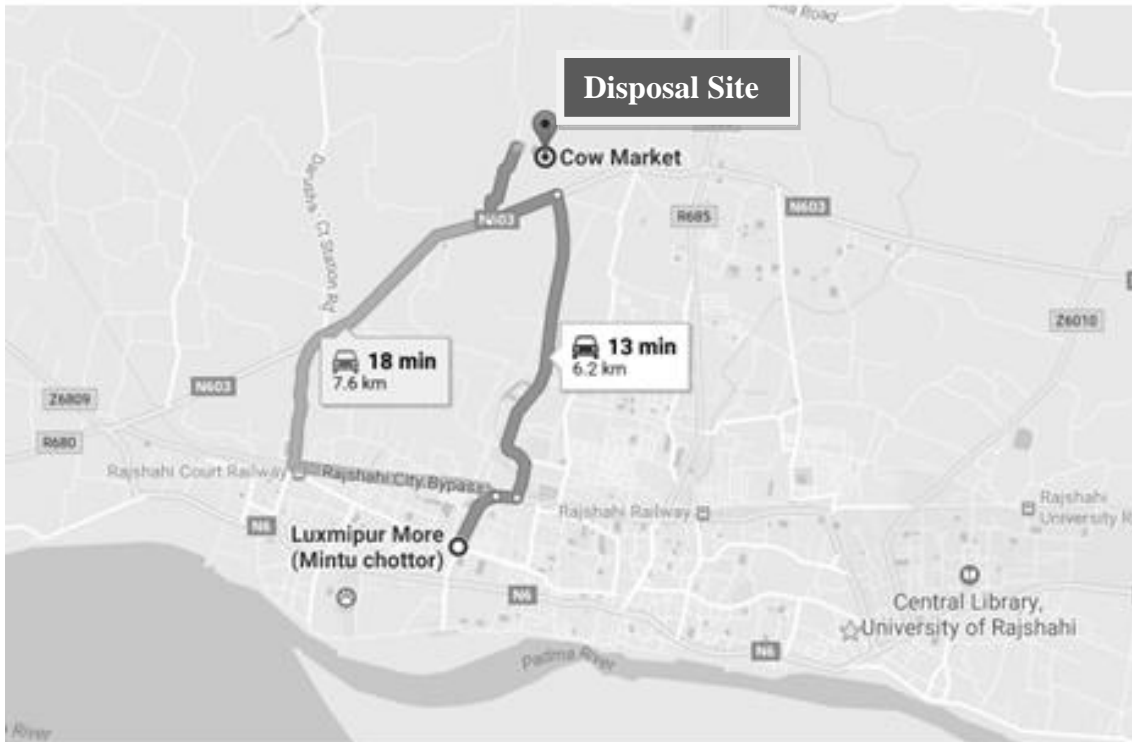 Road
Disposal Site
Cow Market
N603
R685
N603
Z6010
18 min
7.6 km
13 min
6.2 km
N603
Z6809
R680
Rajshahi Court Railway
Rajshahi City Bypass
Rajshahi Railway
Rajshahi
University R
N6
Luxmipur More
(Mintu chottor)
N6
Central Library,
University of Rajshahi
N6
Padma River
River